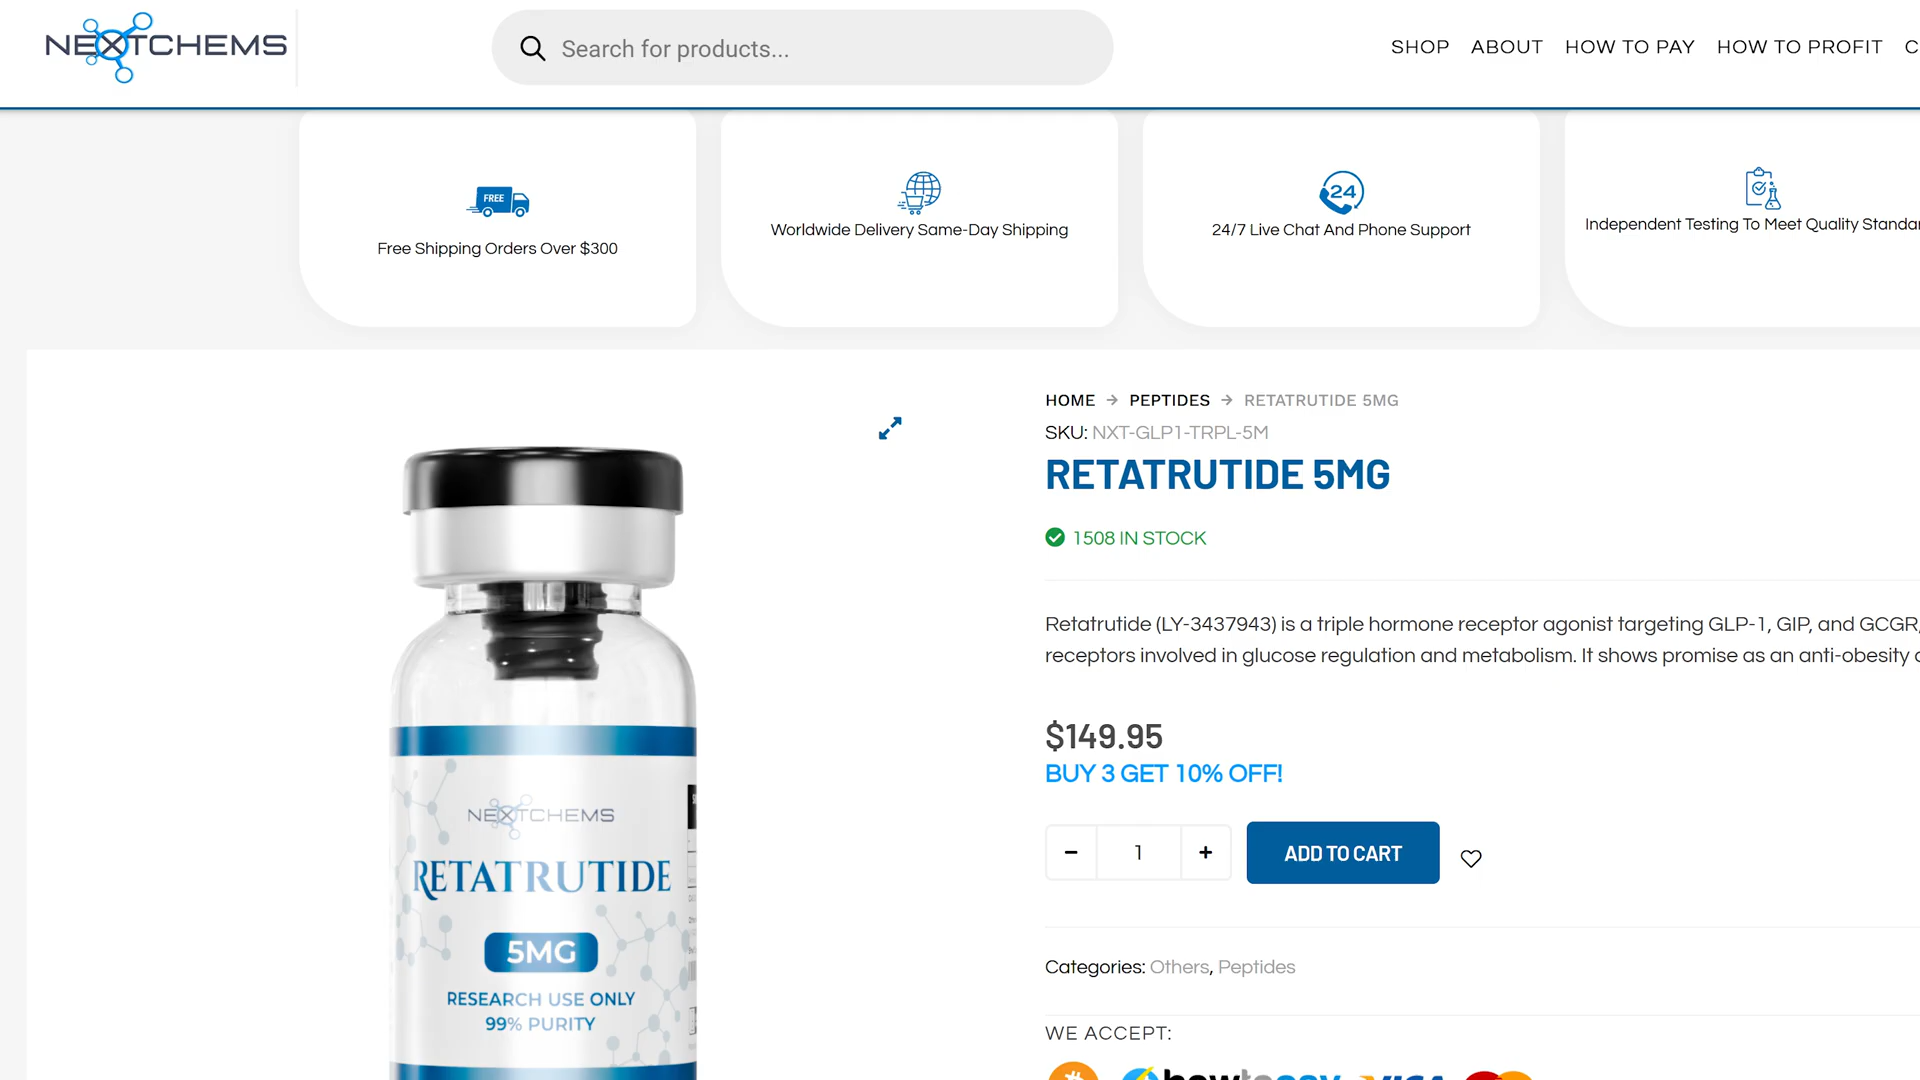 NEXTCHEMS
Search for products...
SHOP ABOUT HOW TO PAY HOW TO PROFIT C
FREE
Free Shipping Orders Over $300
Worldwide Delivery Same-Day Shipping
24
24/7 Live Chat And Phone Support
Independent Testing To Meet Quality Standar
HOME → PEPTIDES → RETATRUTIDE 5MG
SKU: NXT-GLP1-TRPL-5M
RETATRUTIDE 5MG
1508 IN STOCK
Retatrutide (LY-3437943) is a triple hormone receptor agonist targeting GLP-1, GIP, and GCGR,
receptors involved in glucose regulation and metabolism. It shows promise as an anti-obesity
$149.95
BUY 3 GET 10% OFF!
− 1 +
ADD TO CART
Categories: Others, Peptides
WE ACCEPT:
howtopay VISA
NEXTCHEMS
RETATRUTIDE
5MG
RESEARCH USE ONLY
99% PURITY